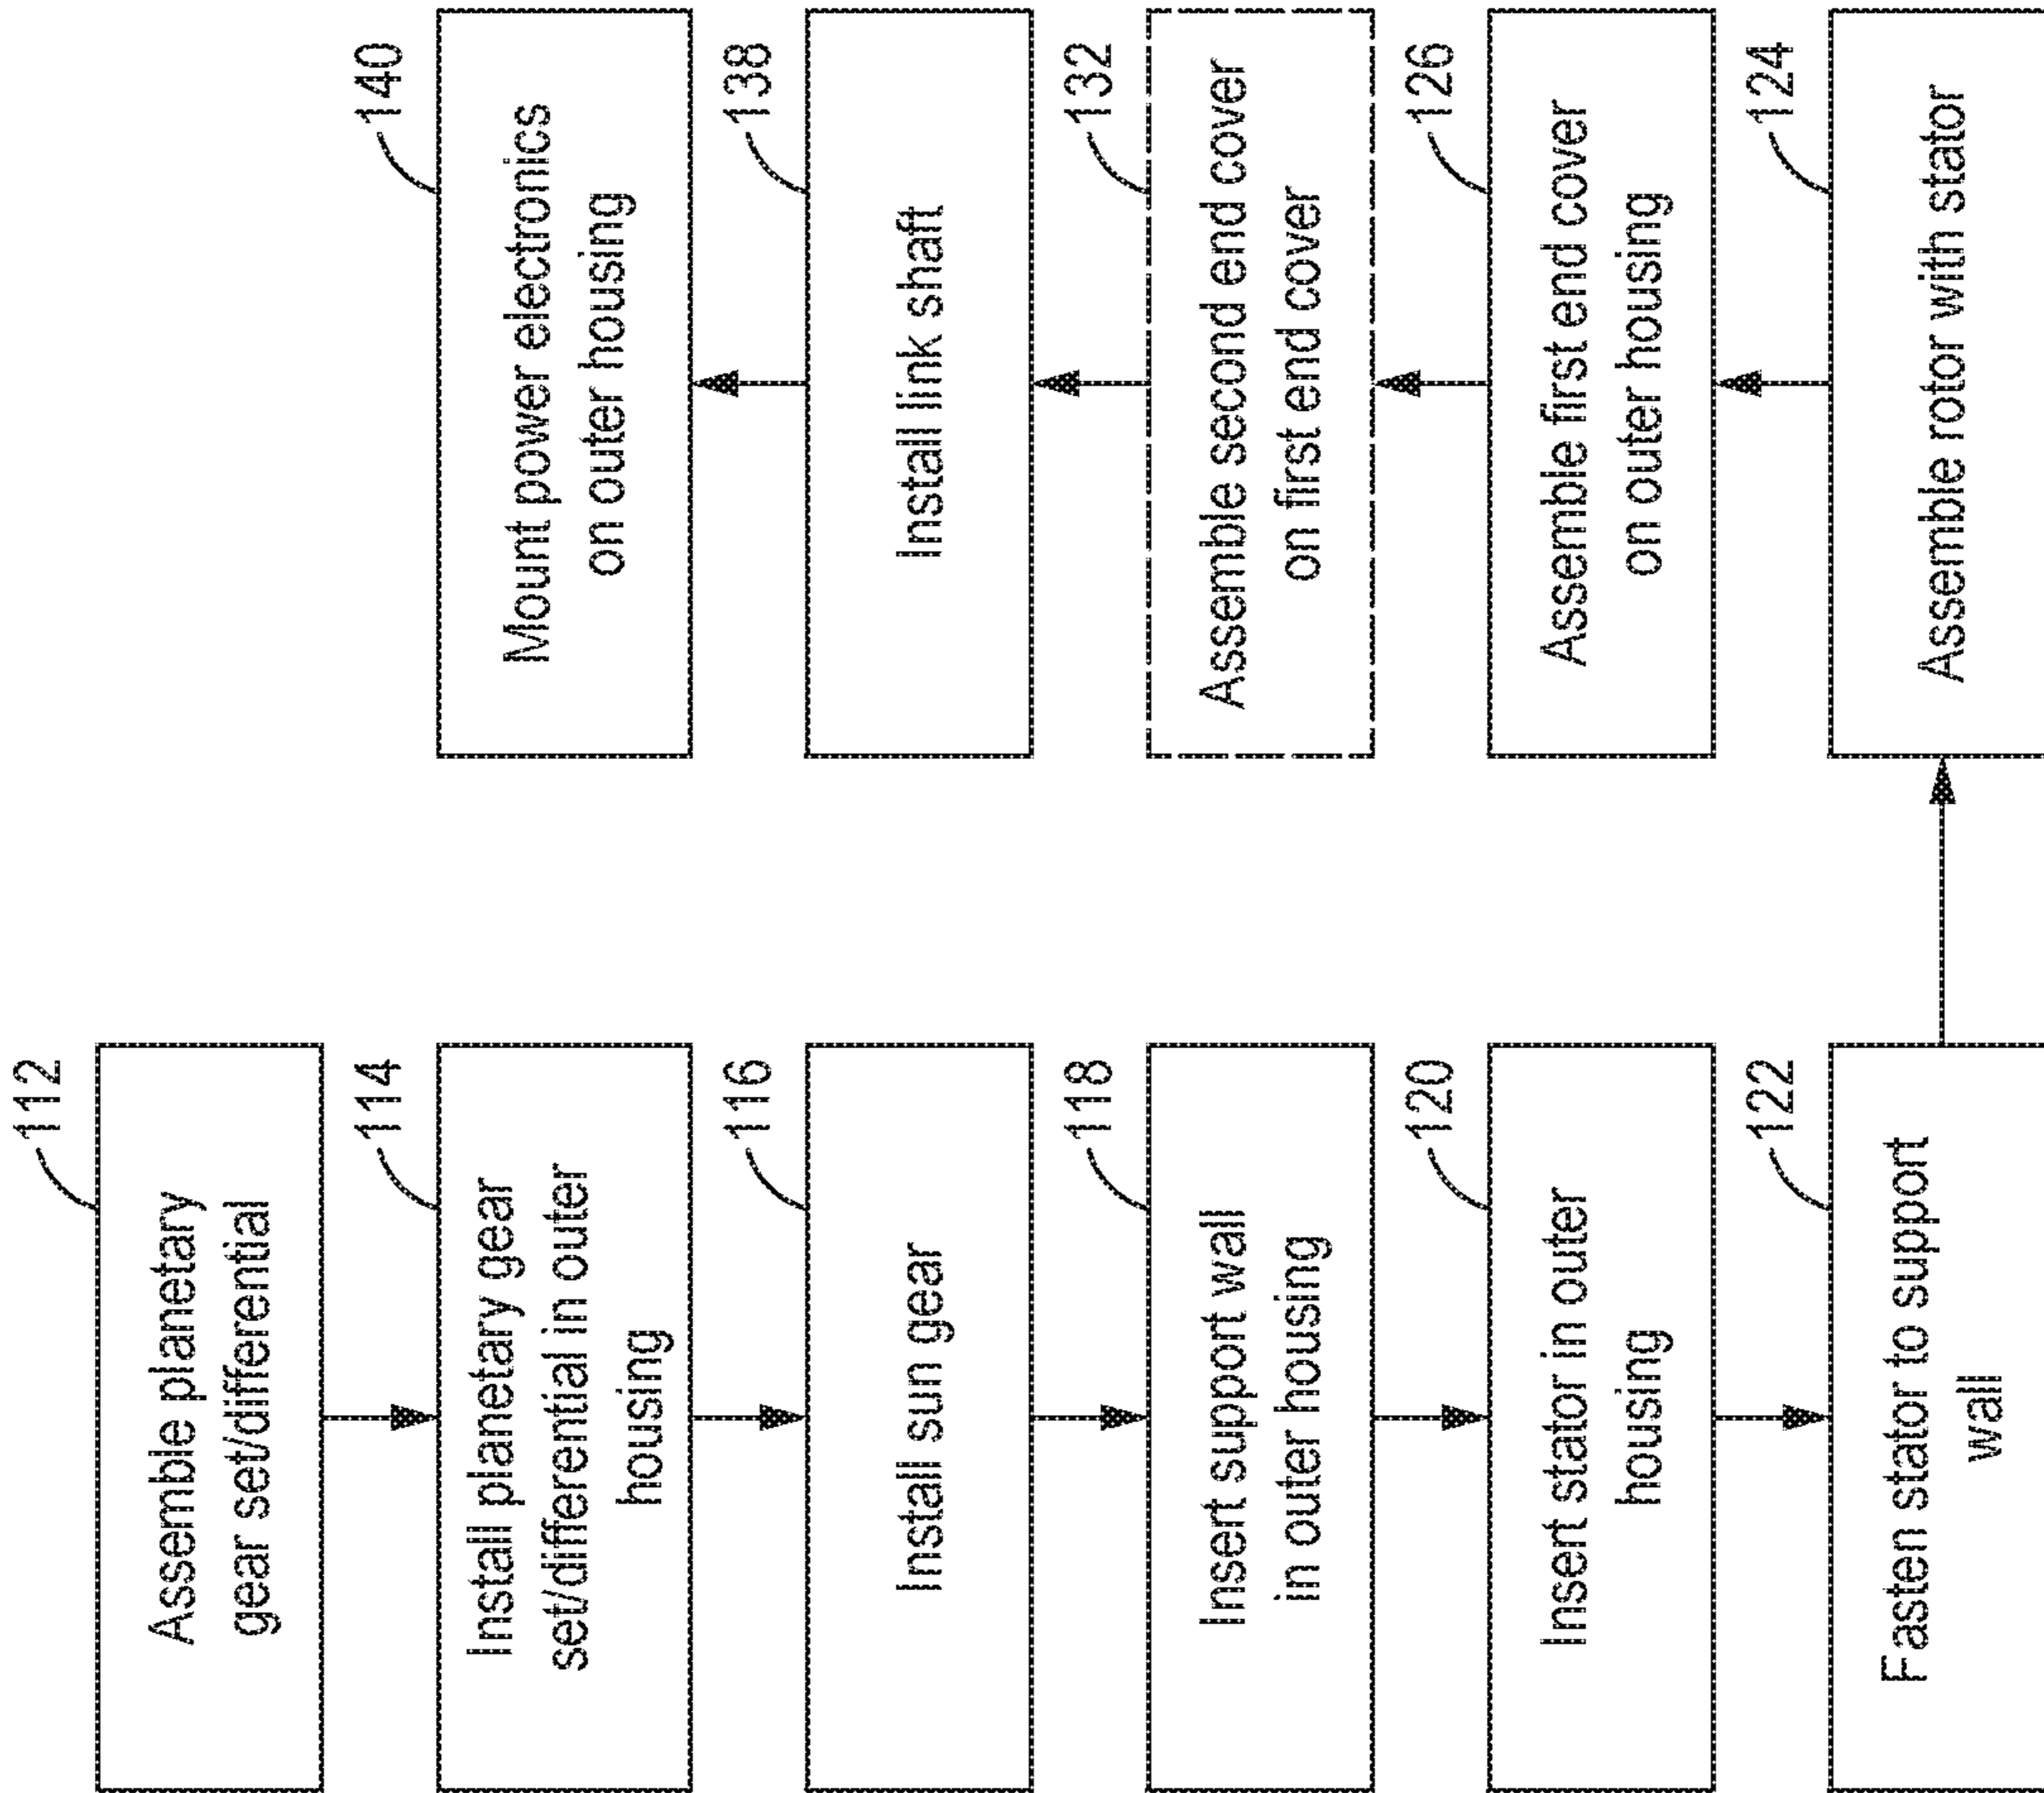 112
Assemble planetary
gear set/differential
114
Install planetary gear
set/differential in outer
housing
116
Install sun gear
118
Insert support wall
in outer housing
120
Insert stator in outer
housing
122
Fasten stator to support
wall
124
Assemble rotor with stator
126
Assemble first end cover
on outer housing
132
Assemble second end cover
on first end cover
138
Install link shaft
140
Mount power electronics
on outer housing